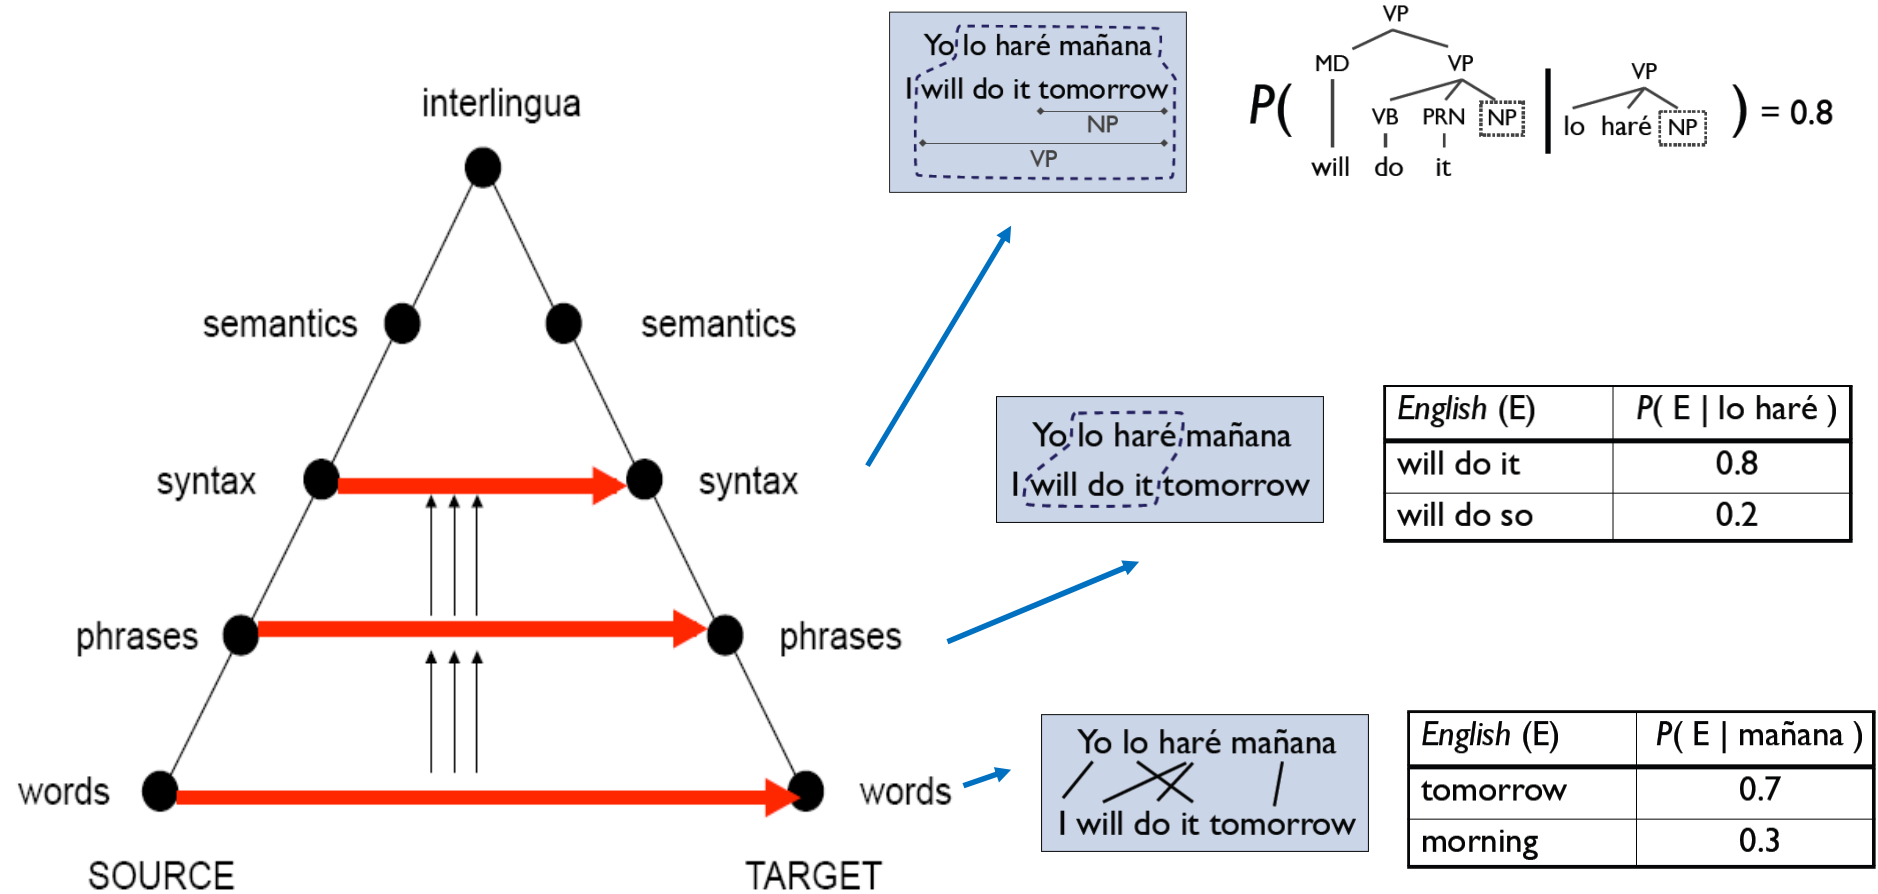 interlingua
semantics
semantics
syntax
syntax
phrases
phrases
words
words
SOURCE
TARGET
Yo lo haré mañana
I will do it tomorrow
NP
VP
VP
MD VP
P( VB PRN NP | VP lo haré NP ) = 0.8
will do it
Yo lo haré mañana
I will do it tomorrow
English (E) P( E | lo haré )
will do it 0.8
will do so 0.2
Yo lo haré mañana
I will do it tomorrow
English (E) P( E | mañana )
tomorrow 0.7
morning 0.3